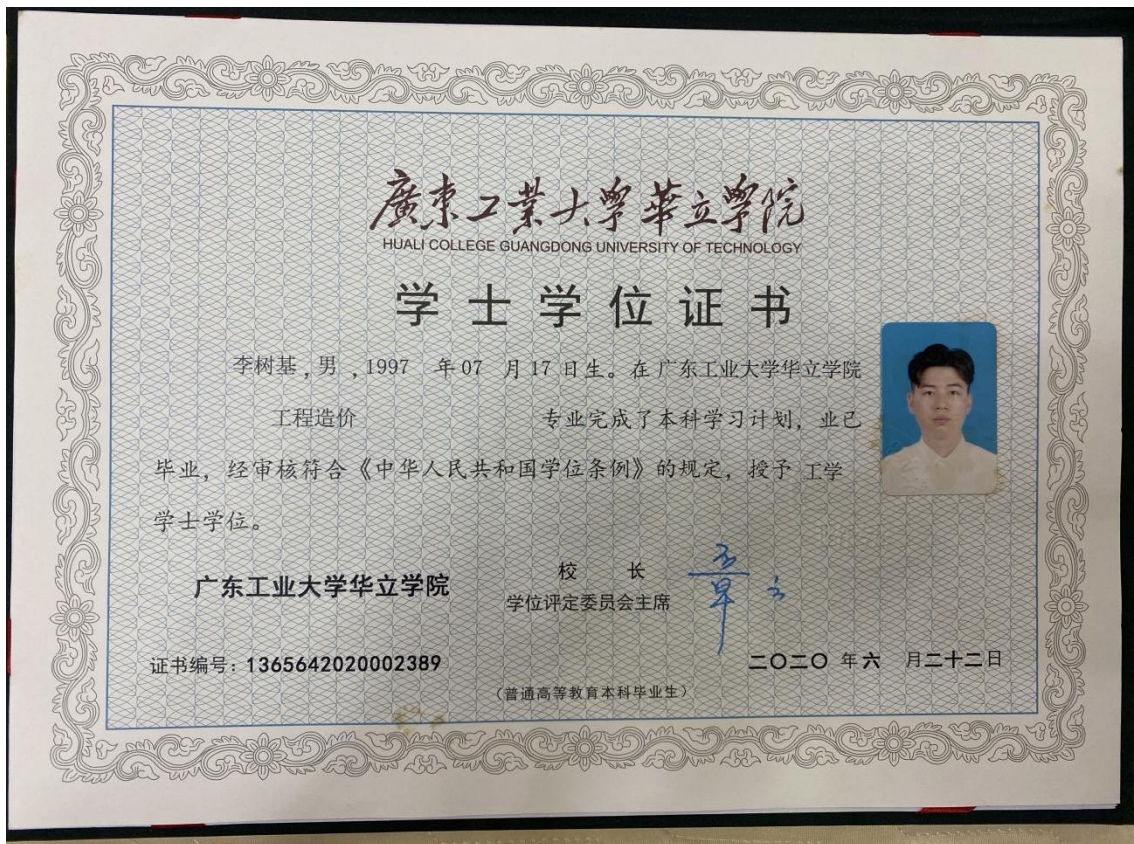 廣東工業大學華立學院
HUALI COLLEGE GUANGDONG UNIVERSITY OF TECHNOLOGY
学士学位证书
李树基，男，1997 年07 月17日生。在广东工业大学华立学院
工程造价 专业完成了本科学习计划，业已
毕业，经审核符合《中华人民共和国学位条例》的规定，授予 工学
学士学位。
广东工业大学华立学院
校 长
学位评定委员会主席
证书编号：1365642020002389
二〇二〇 年六 月二十二日
（普通高等教育本科毕业生）